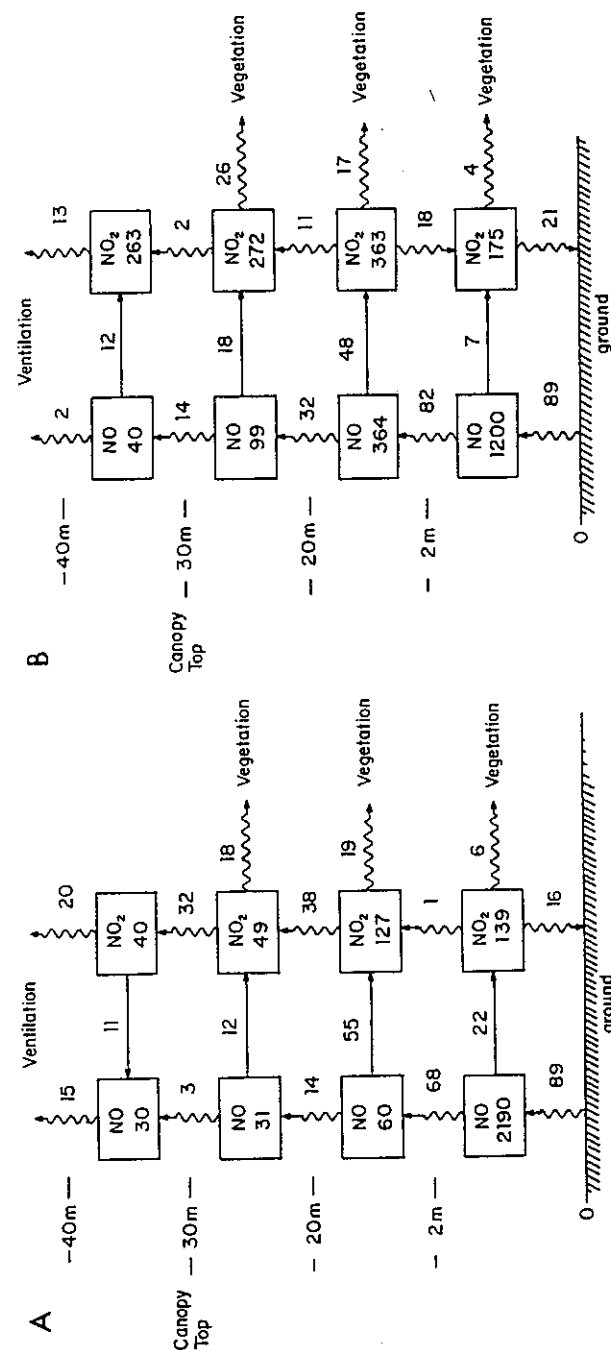 A
Ventilation
—40m— 15 20
NO 11 NO₂
30 40
Canopy
Top
— 30m — 3 32
NO 12 NO₂ 18 Vegetation
31 49
— 20m — 14 38
NO 55 NO₂ 19 Vegetation
60 127
— 2m — 68 1
NO 22 NO₂ 6 Vegetation
2190 139
89 16
0 —
ground
B
Ventilation
—40m— 2 13
NO 12 NO₂
40 263
Canopy
Top
— 30m — 14 2
NO 18 NO₂ 26 Vegetation
99 272
— 20m — 32 11
NO 48 NO₂ 17 Vegetation
364 363
— 2m — 82 18
NO 7 NO₂ 4 Vegetation
1200 175
89 21
0 —
ground